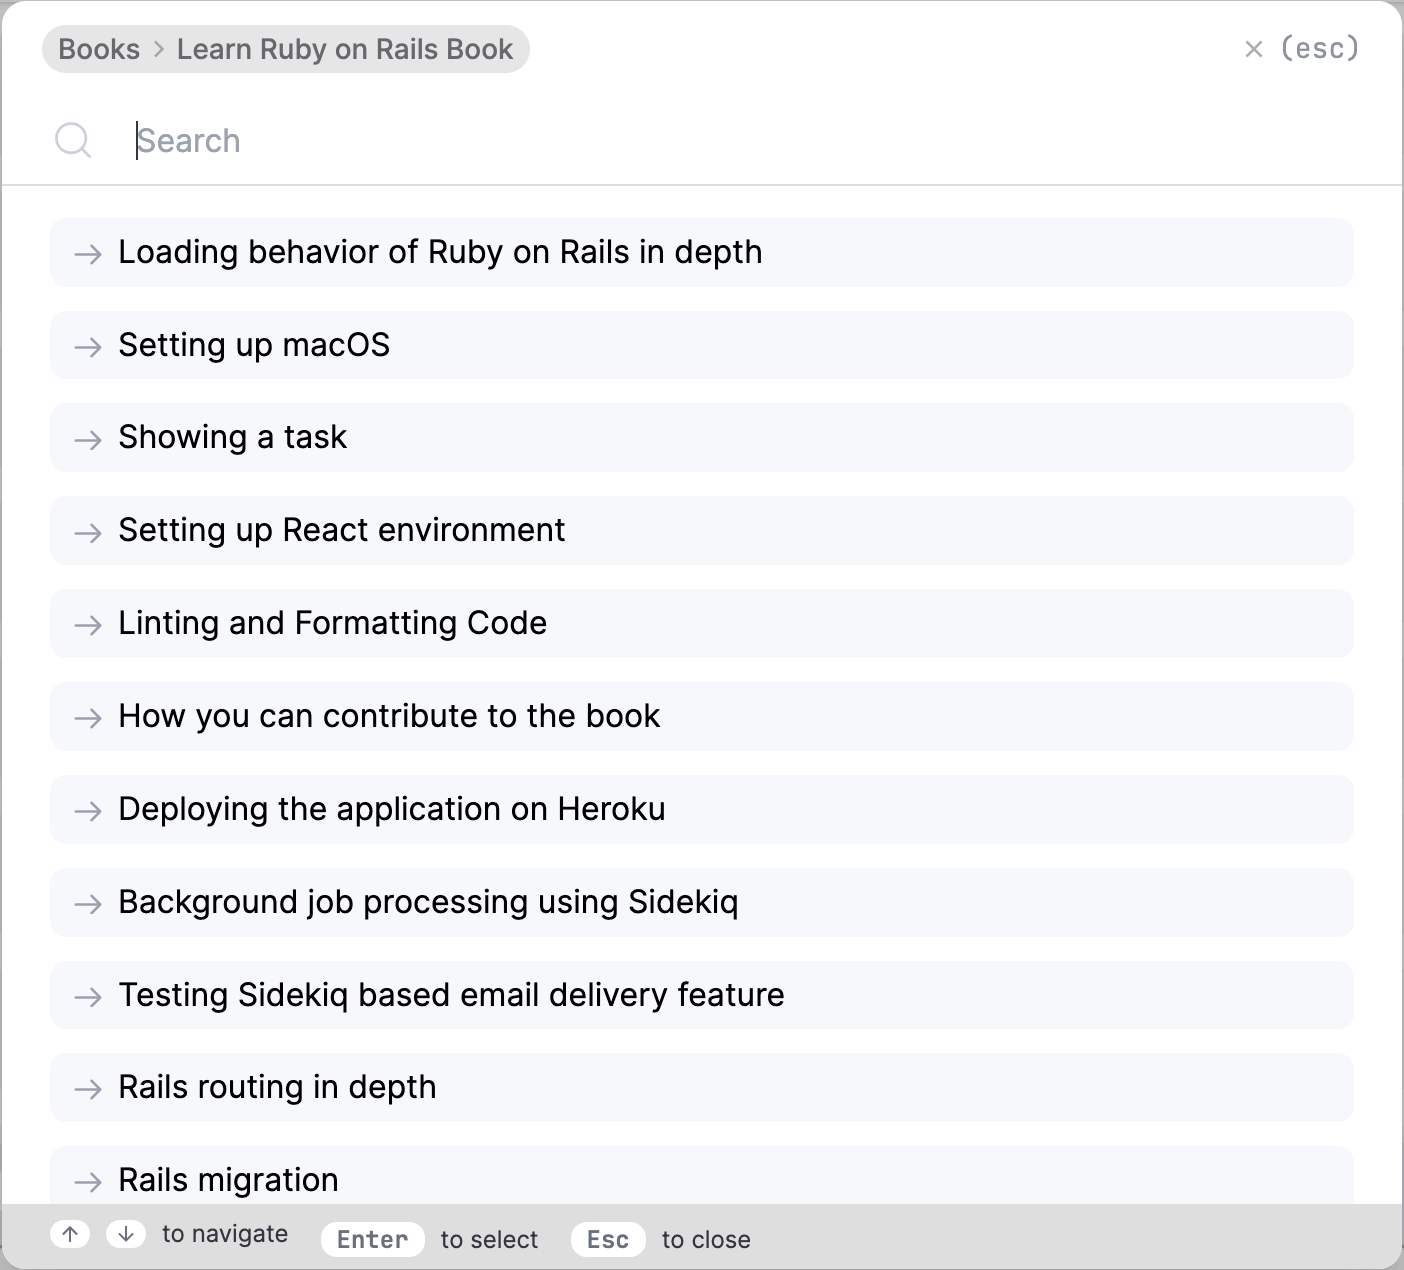 Books > Learn Ruby on Rails Book
× (esc)
Search
→ Loading behavior of Ruby on Rails in depth
→ Setting up macOS
→ Showing a task
→ Setting up React environment
→ Linting and Formatting Code
→ How you can contribute to the book
→ Deploying the application on Heroku
→ Background job processing using Sidekiq
→ Testing Sidekiq based email delivery feature
→ Rails routing in depth
→ Rails migration
↑ ↓ to navigate Enter to select Esc to close